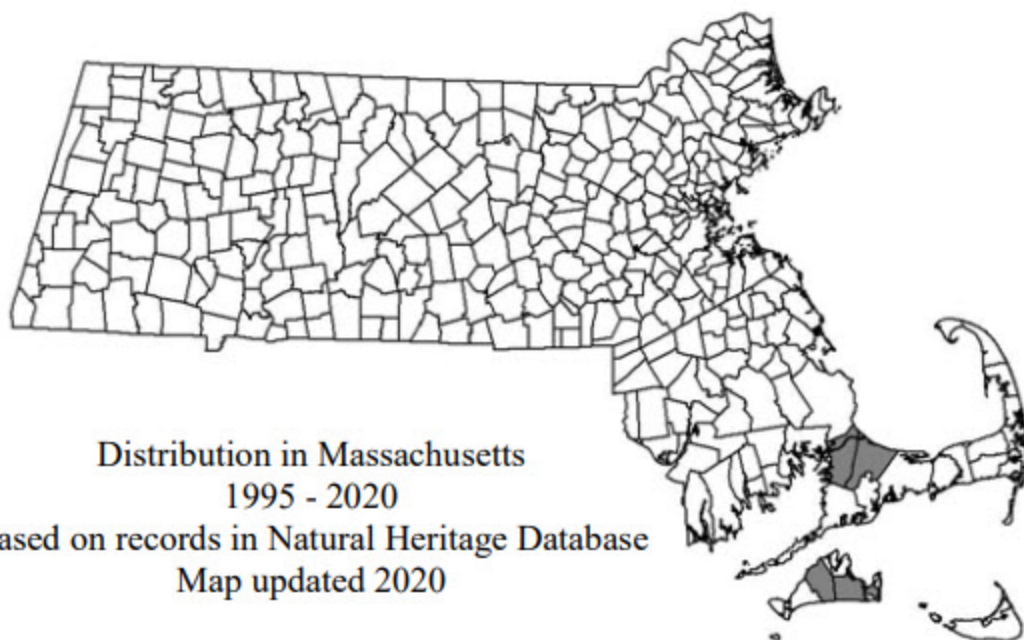 Distribution in Massachusetts
1995 - 2020
ased on records in Natural Heritage Database
Map updated 2020